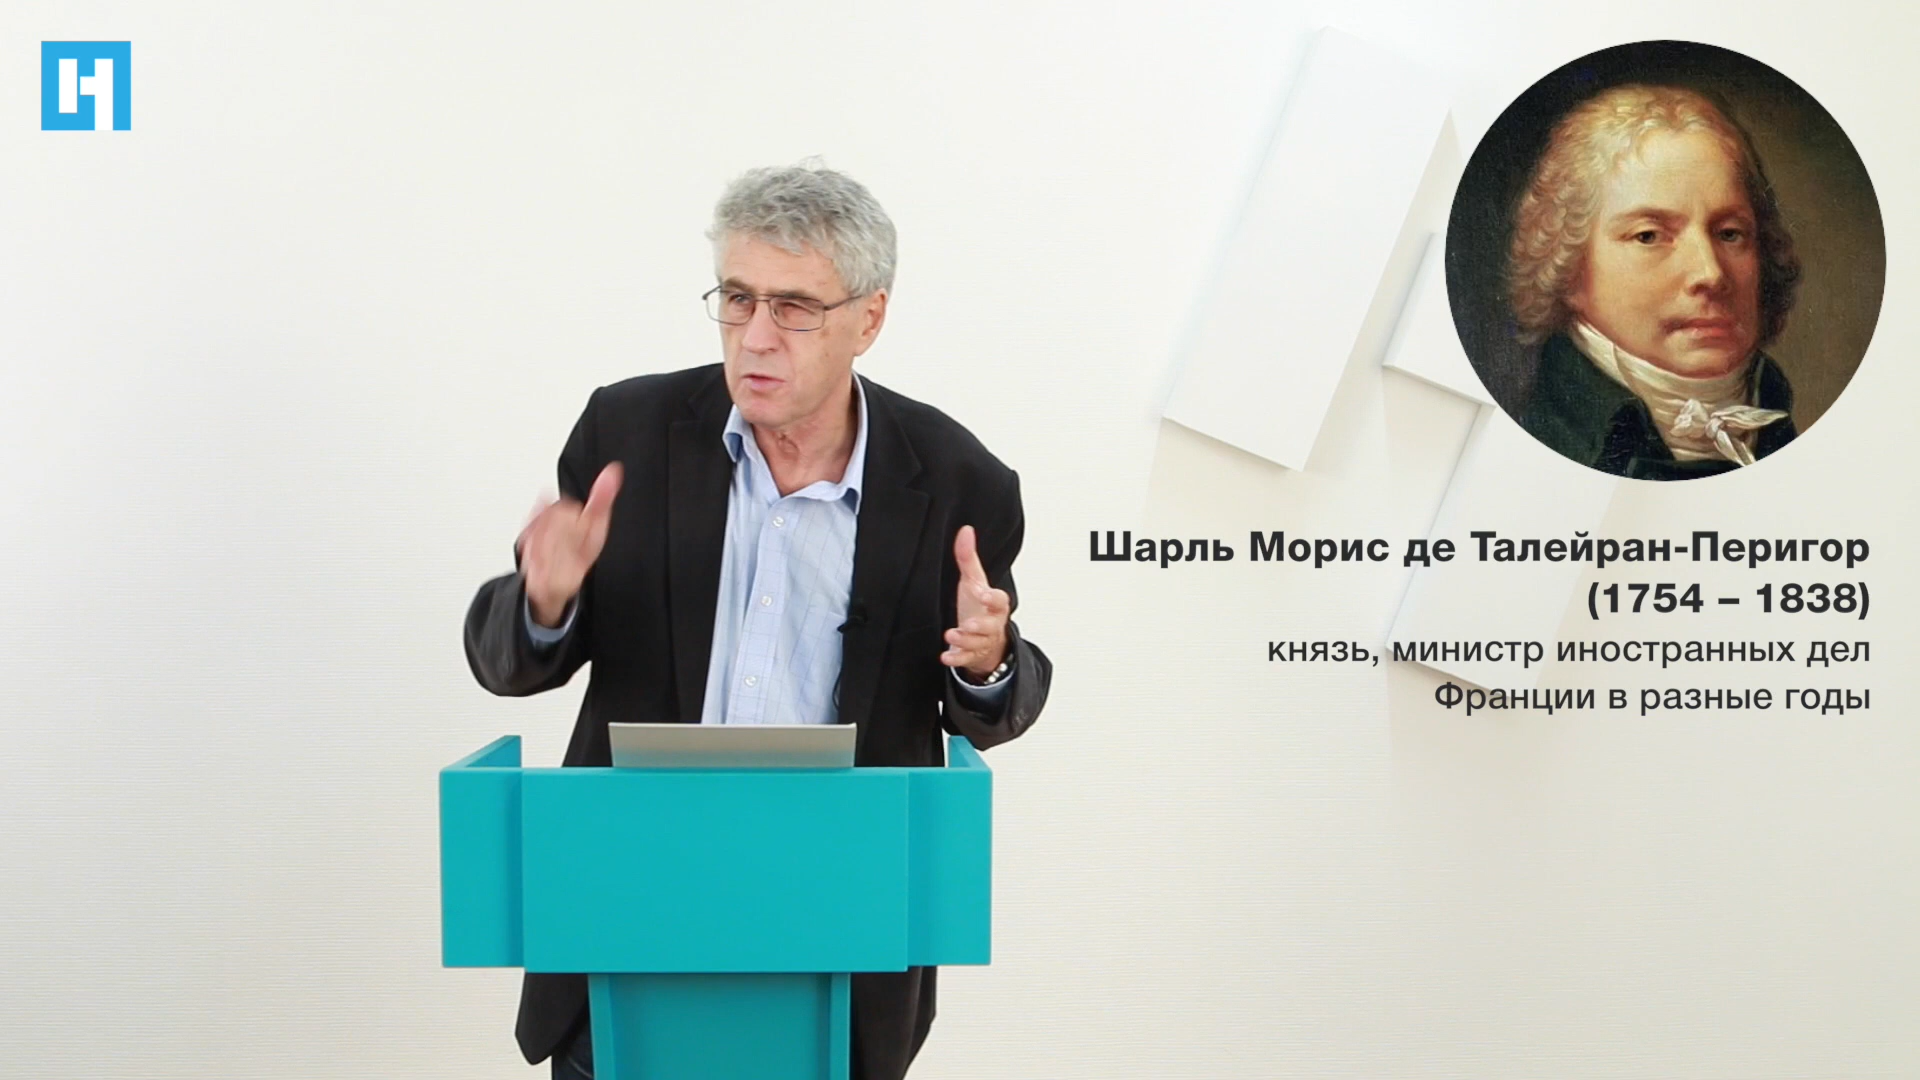 Шарль Морис де Талейран-Перигор
(1754 – 1838)
князь, министр иностранных дел
Франции в разные годы